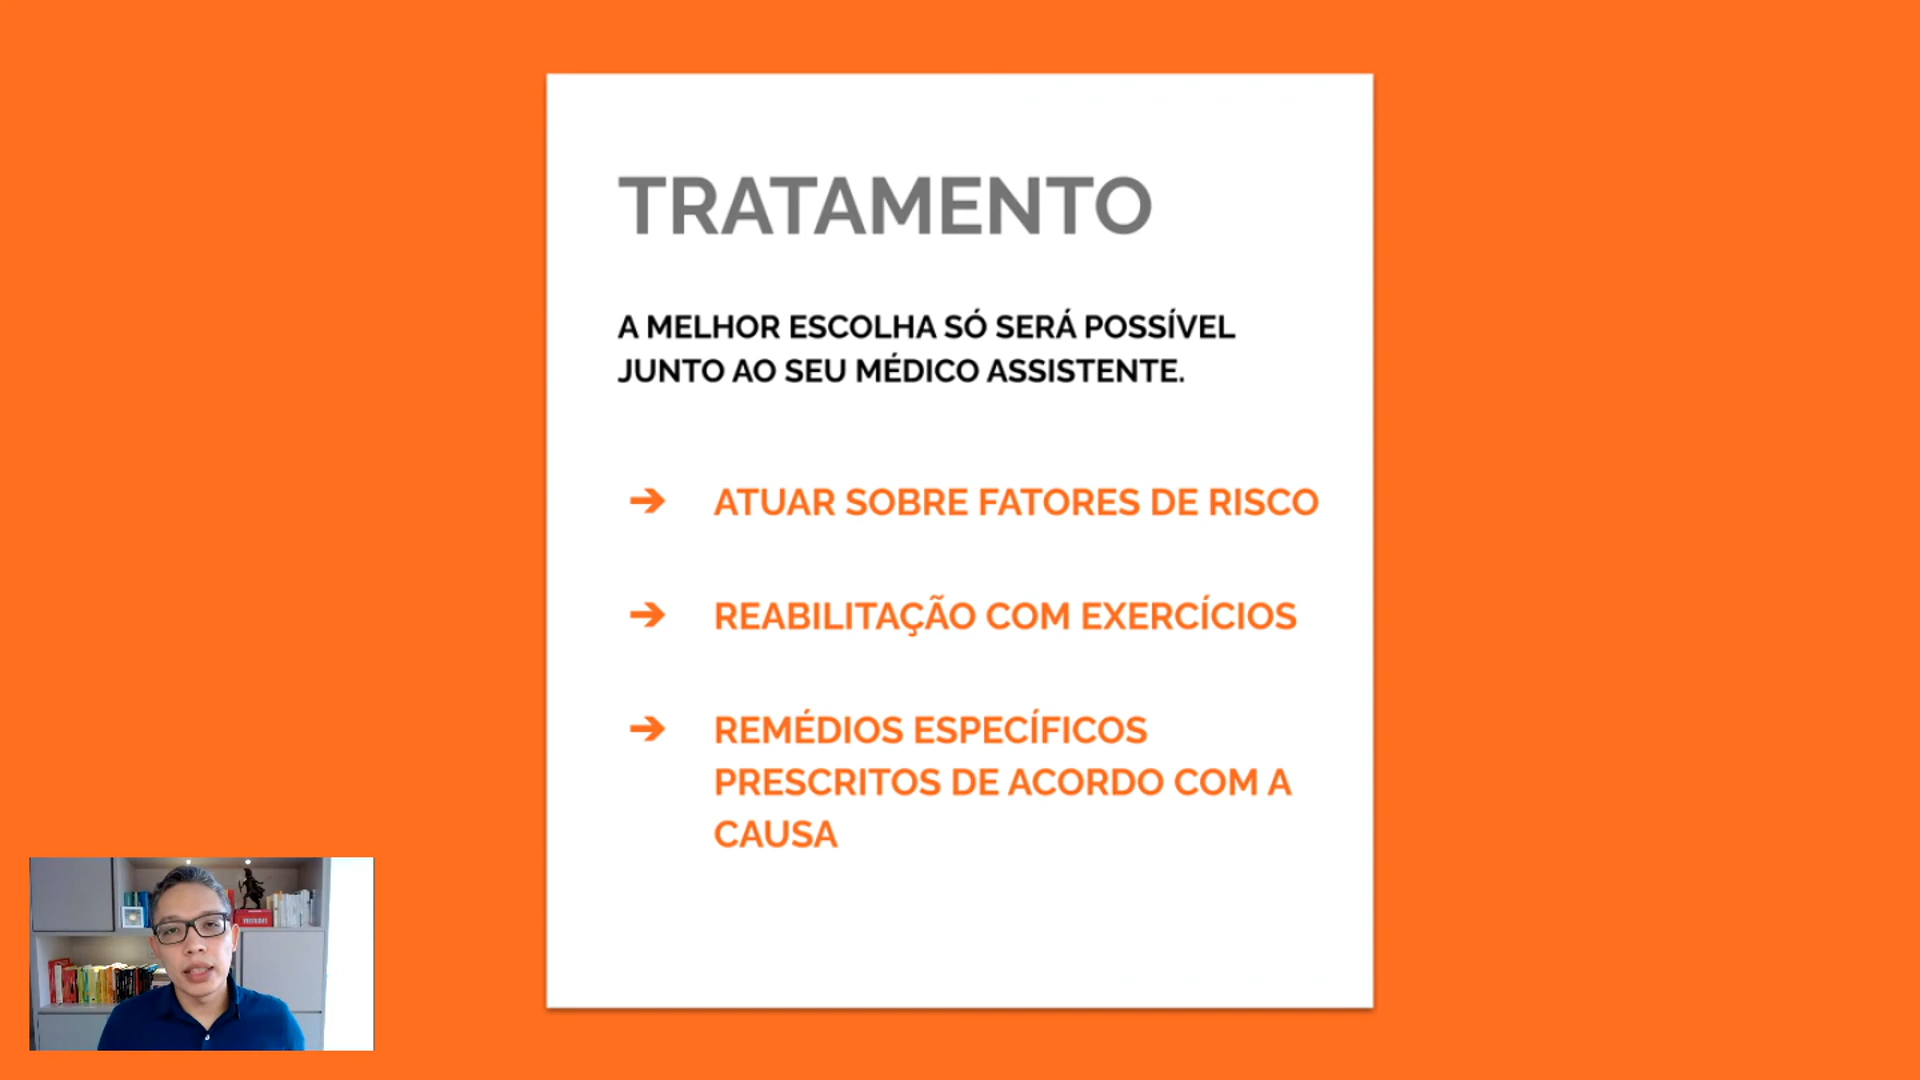 TRATAMENTO
A MELHOR ESCOLHA SÓ SERÁ POSSÍVEL
JUNTO AO SEU MÉDICO ASSISTENTE.
➔ ATUAR SOBRE FATORES DE RISCO
➔ REABILITAÇÃO COM EXERCÍCIOS
➔ REMÉDIOS ESPECÍFICOS
PRESCRITOS DE ACORDO COM A
CAUSA